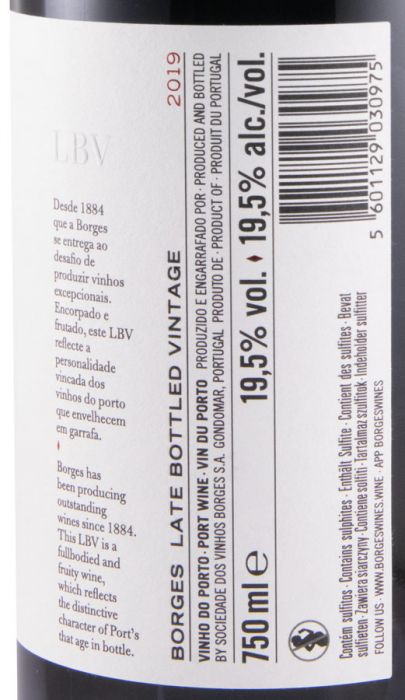 LBV
Desde 1884
que a Borges
se entrega ao
desafio de
produzir vinhos
excepcionais.
Encorpado e
frutado, este LBV
reflecte a
personalidade
vincada dos
vinhos do porto
que envelhecem
em garrafa.
Borges has
been producing
outstanding
wines since 1884.
This LBV is a
fullbodied and
fruity wine,
which reflects
the distinctive
character of Port's
that age in bottle.
BORGES LATE BOTTLED VINTAGE 2019
VINHO DO PORTO · PORT WINE · VIN DU PORTO PRODUZIDO E ENGARRAFADO POR · PRODUCED AND BOTTLED
BY SOCIEDADE DOS VINHOS BORGES S.A. GONDOMAR, PORTUGAL PRODUTO DE · PRODUCT OF · PRODUIT DU PORTUGAL
750 ml e 19,5% vol. ♦ 19,5% alc./vol.
5 601129 030975
Contém sulfitos · Contains sulphites · Enthält Sulfite · Contient des sulfites · Bevat
sulfieten · Zawiera siarczyny · Contiene solfiti · Tartalmaz szulfitok · Indeholder sulfitter
FOLLOW US · WWW.BORGESWINES.WINE · APP BORGESWINES